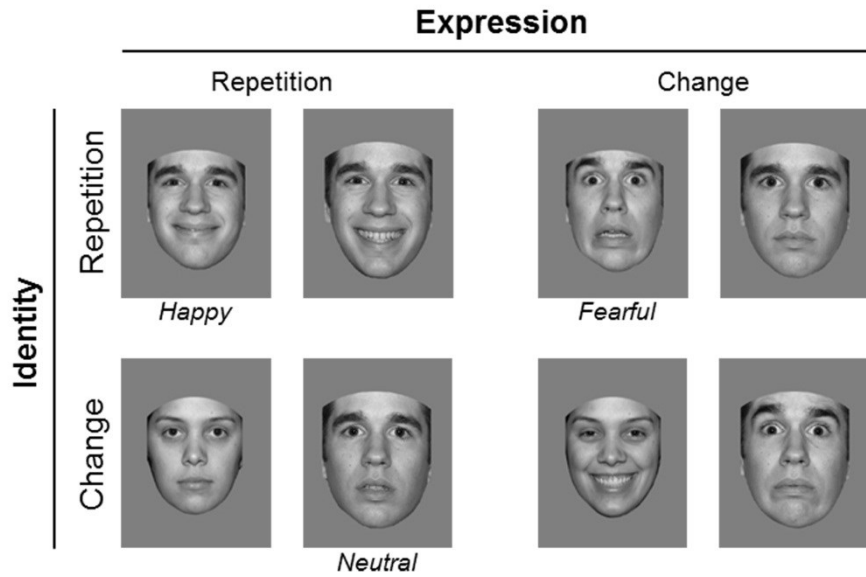 Expression
Repetition Change
Identity
Repetition
Happy Fearful
Change
Neutral